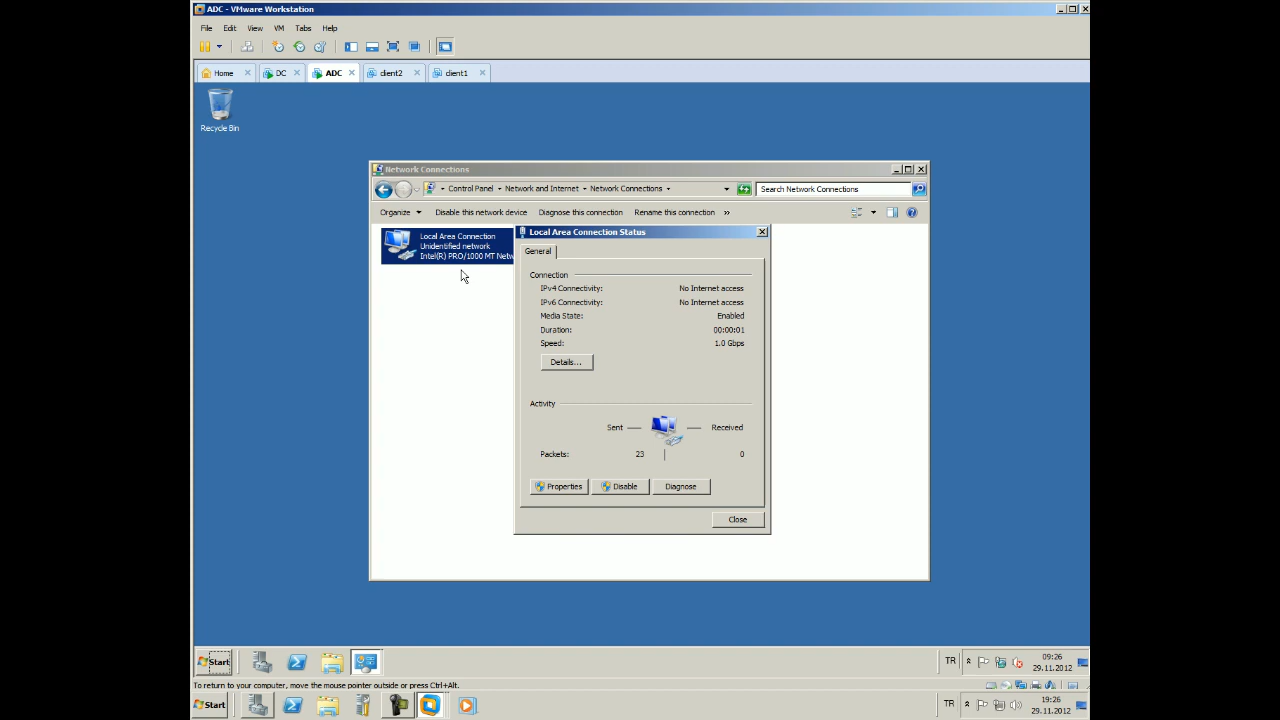 ADC - VMware Workstation
File Edit View VM Tabs Help
Home DC ADC client2 client1
Recycle Bin
Network Connections
Control Panel Network and Internet Network Connections Search Network Connections
Organize Disable this network device Diagnose this connection Rename this connection »
Local Area Connection
Unidentified network
Intel(R) PRO/1000 MT Netw
Local Area Connection Status
General
Connection
IPv4 Connectivity: No Internet access
IPv6 Connectivity: No Internet access
Media State: Enabled
Duration: 00:00:01
Speed: 1.0 Gbps
Details...
Activity
Sent Received
Packets: 23 0
Properties Disable Diagnose
Close
Start TR 09:26
29.11.2012
To return to your computer, move the mouse pointer outside or press Ctrl+Alt.
Start TR 19:26
29.11.2012